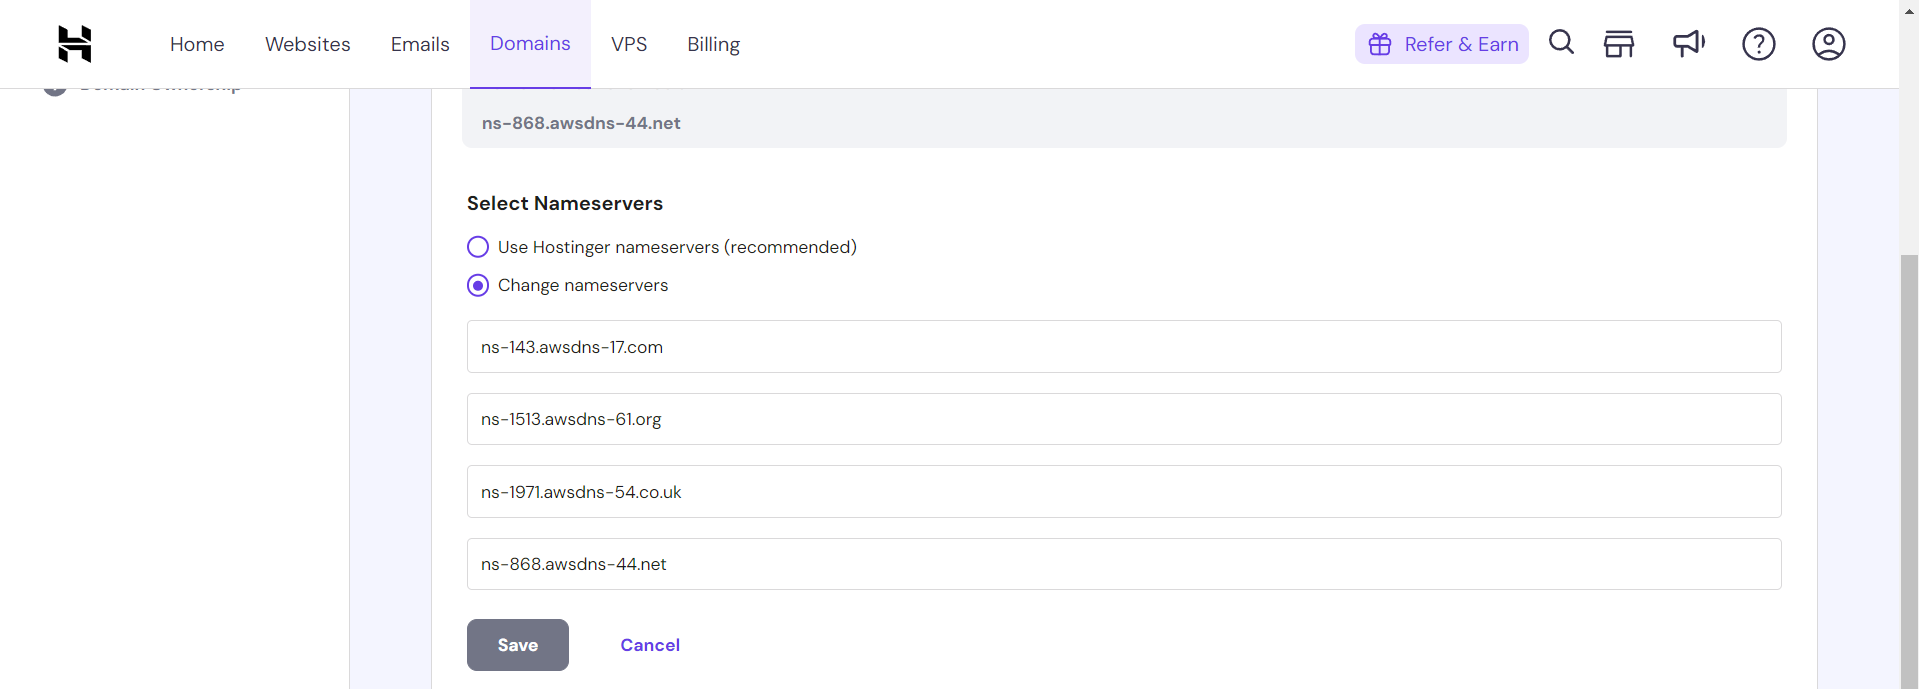 Home Websites Emails Domains VPS Billing Refer & Earn
Domain Ownership
ns-868.awsdns-44.net
Select Nameservers
Use Hostinger nameservers (recommended)
Change nameservers
ns-143.awsdns-17.com
ns-1513.awsdns-61.org
ns-1971.awsdns-54.co.uk
ns-868.awsdns-44.net
Save Cancel